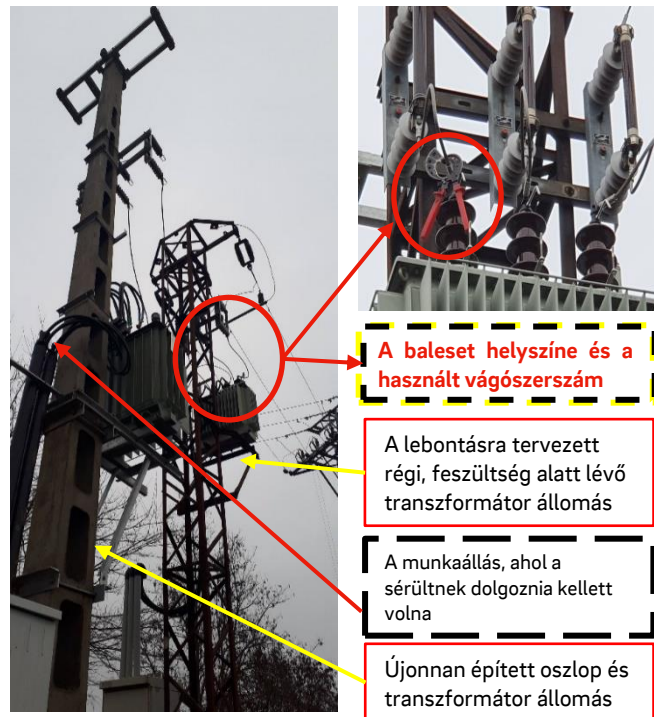 A baleset helyszíne és a
használt vágószerszám
A lebontásra tervezett
régi, feszültség alatt lévő
transzformátor állomás
A munkaállás, ahol a
sérültnek dolgoznia kellett
volna
Újonnan épített oszlop és
transzformátor állomás